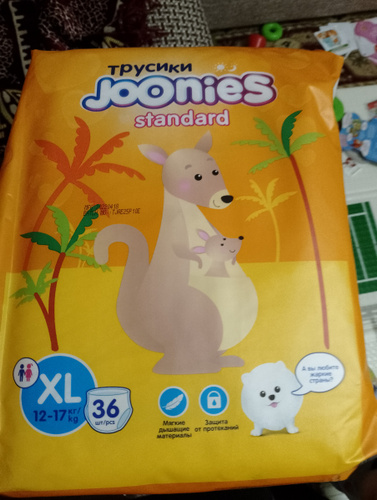 трусики
JOONIES
standard
А вы любите
жаркие
страны?
XL
12-17 кг/kg
36
шт/pcs
Мягкие
дышащие
материалы
Защита
от протеканий